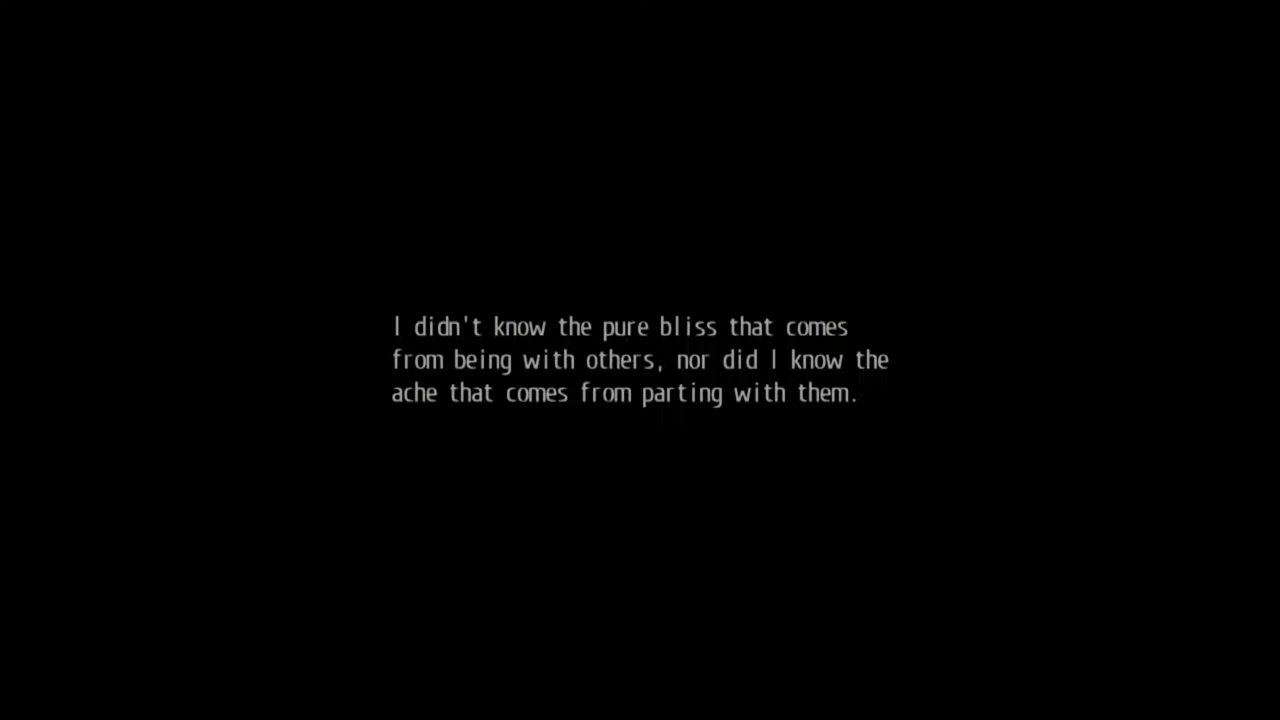 I didn't know the pure bliss that comes
from being with others, nor did I know the
ache that comes from parting with them.